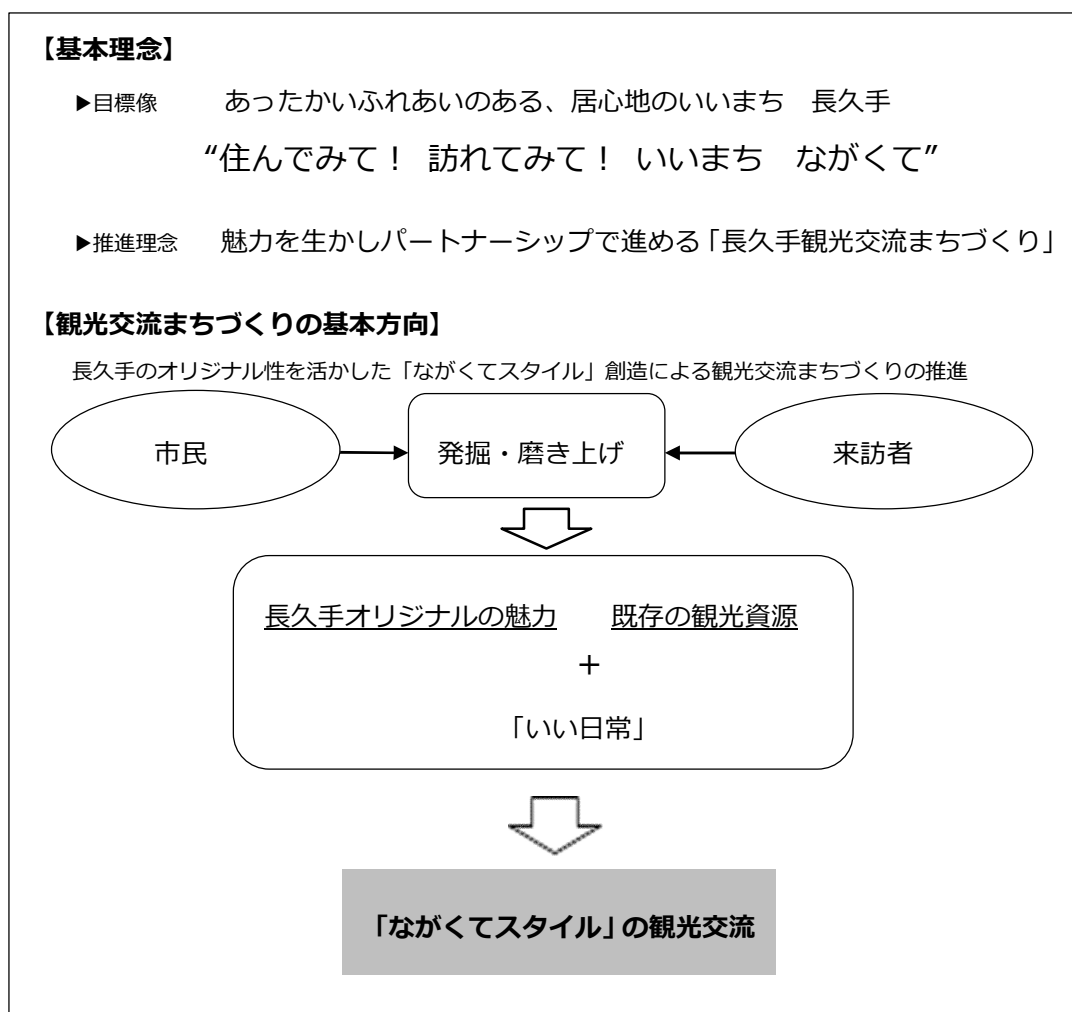 【基本理念】
▶目標像　あったかいふれあいのある、居心地のいいまち　長久手
“住んでみて！ 訪れてみて！ いいまち　ながくて”
▶推進理念　魅力を生かしパートナーシップで進める「長久手観光交流まちづくり」
【観光交流まちづくりの基本方向】
長久手のオリジナル性を活かした「ながくてスタイル」創造による観光交流まちづくりの推進
市民
発掘・磨き上げ
来訪者
長久手オリジナルの魅力　既存の観光資源
＋
「いい日常」
「ながくてスタイル」の観光交流